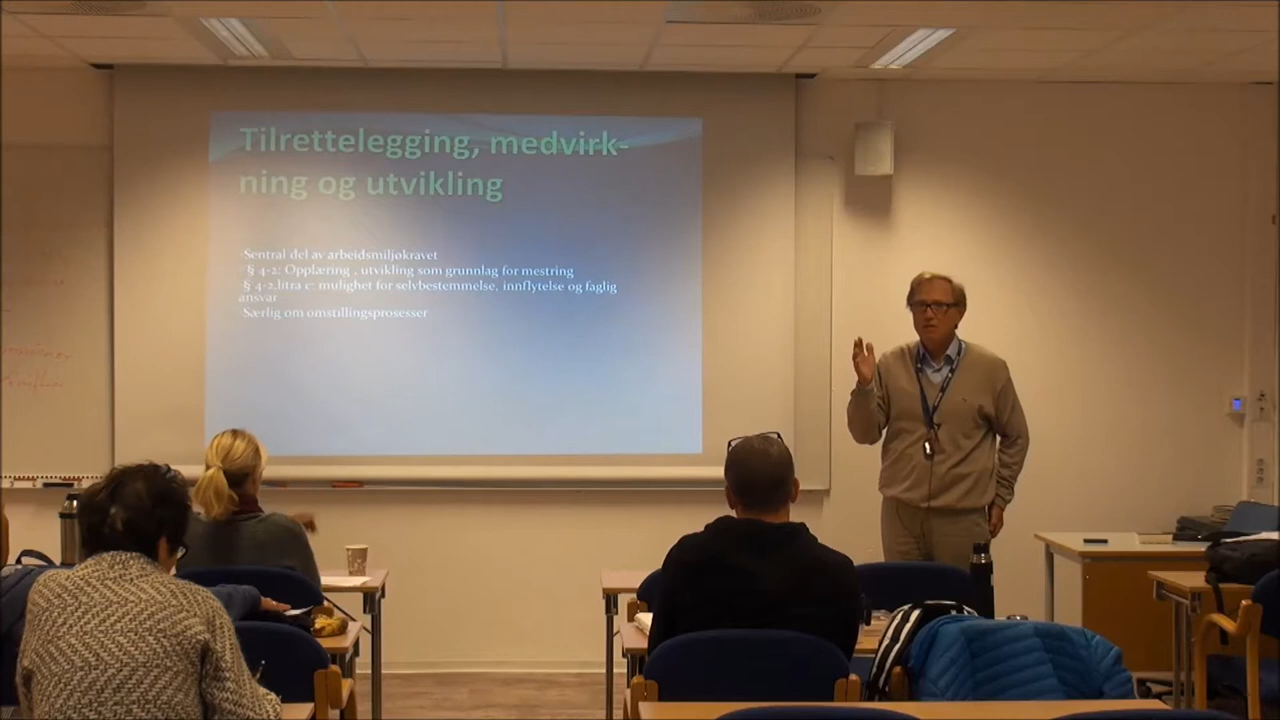 Tilrettelegging, medvirk-
ning og utvikling
Sentral del av arbeidsmiljøkravet
§ 4-2: Opplæring , utvikling som grunnlag for mestring
§ 4-2,litra c: mulighet for selvbestemmelse, innflytelse og faglig
ansvar
Særlig om omstillingsprosesser